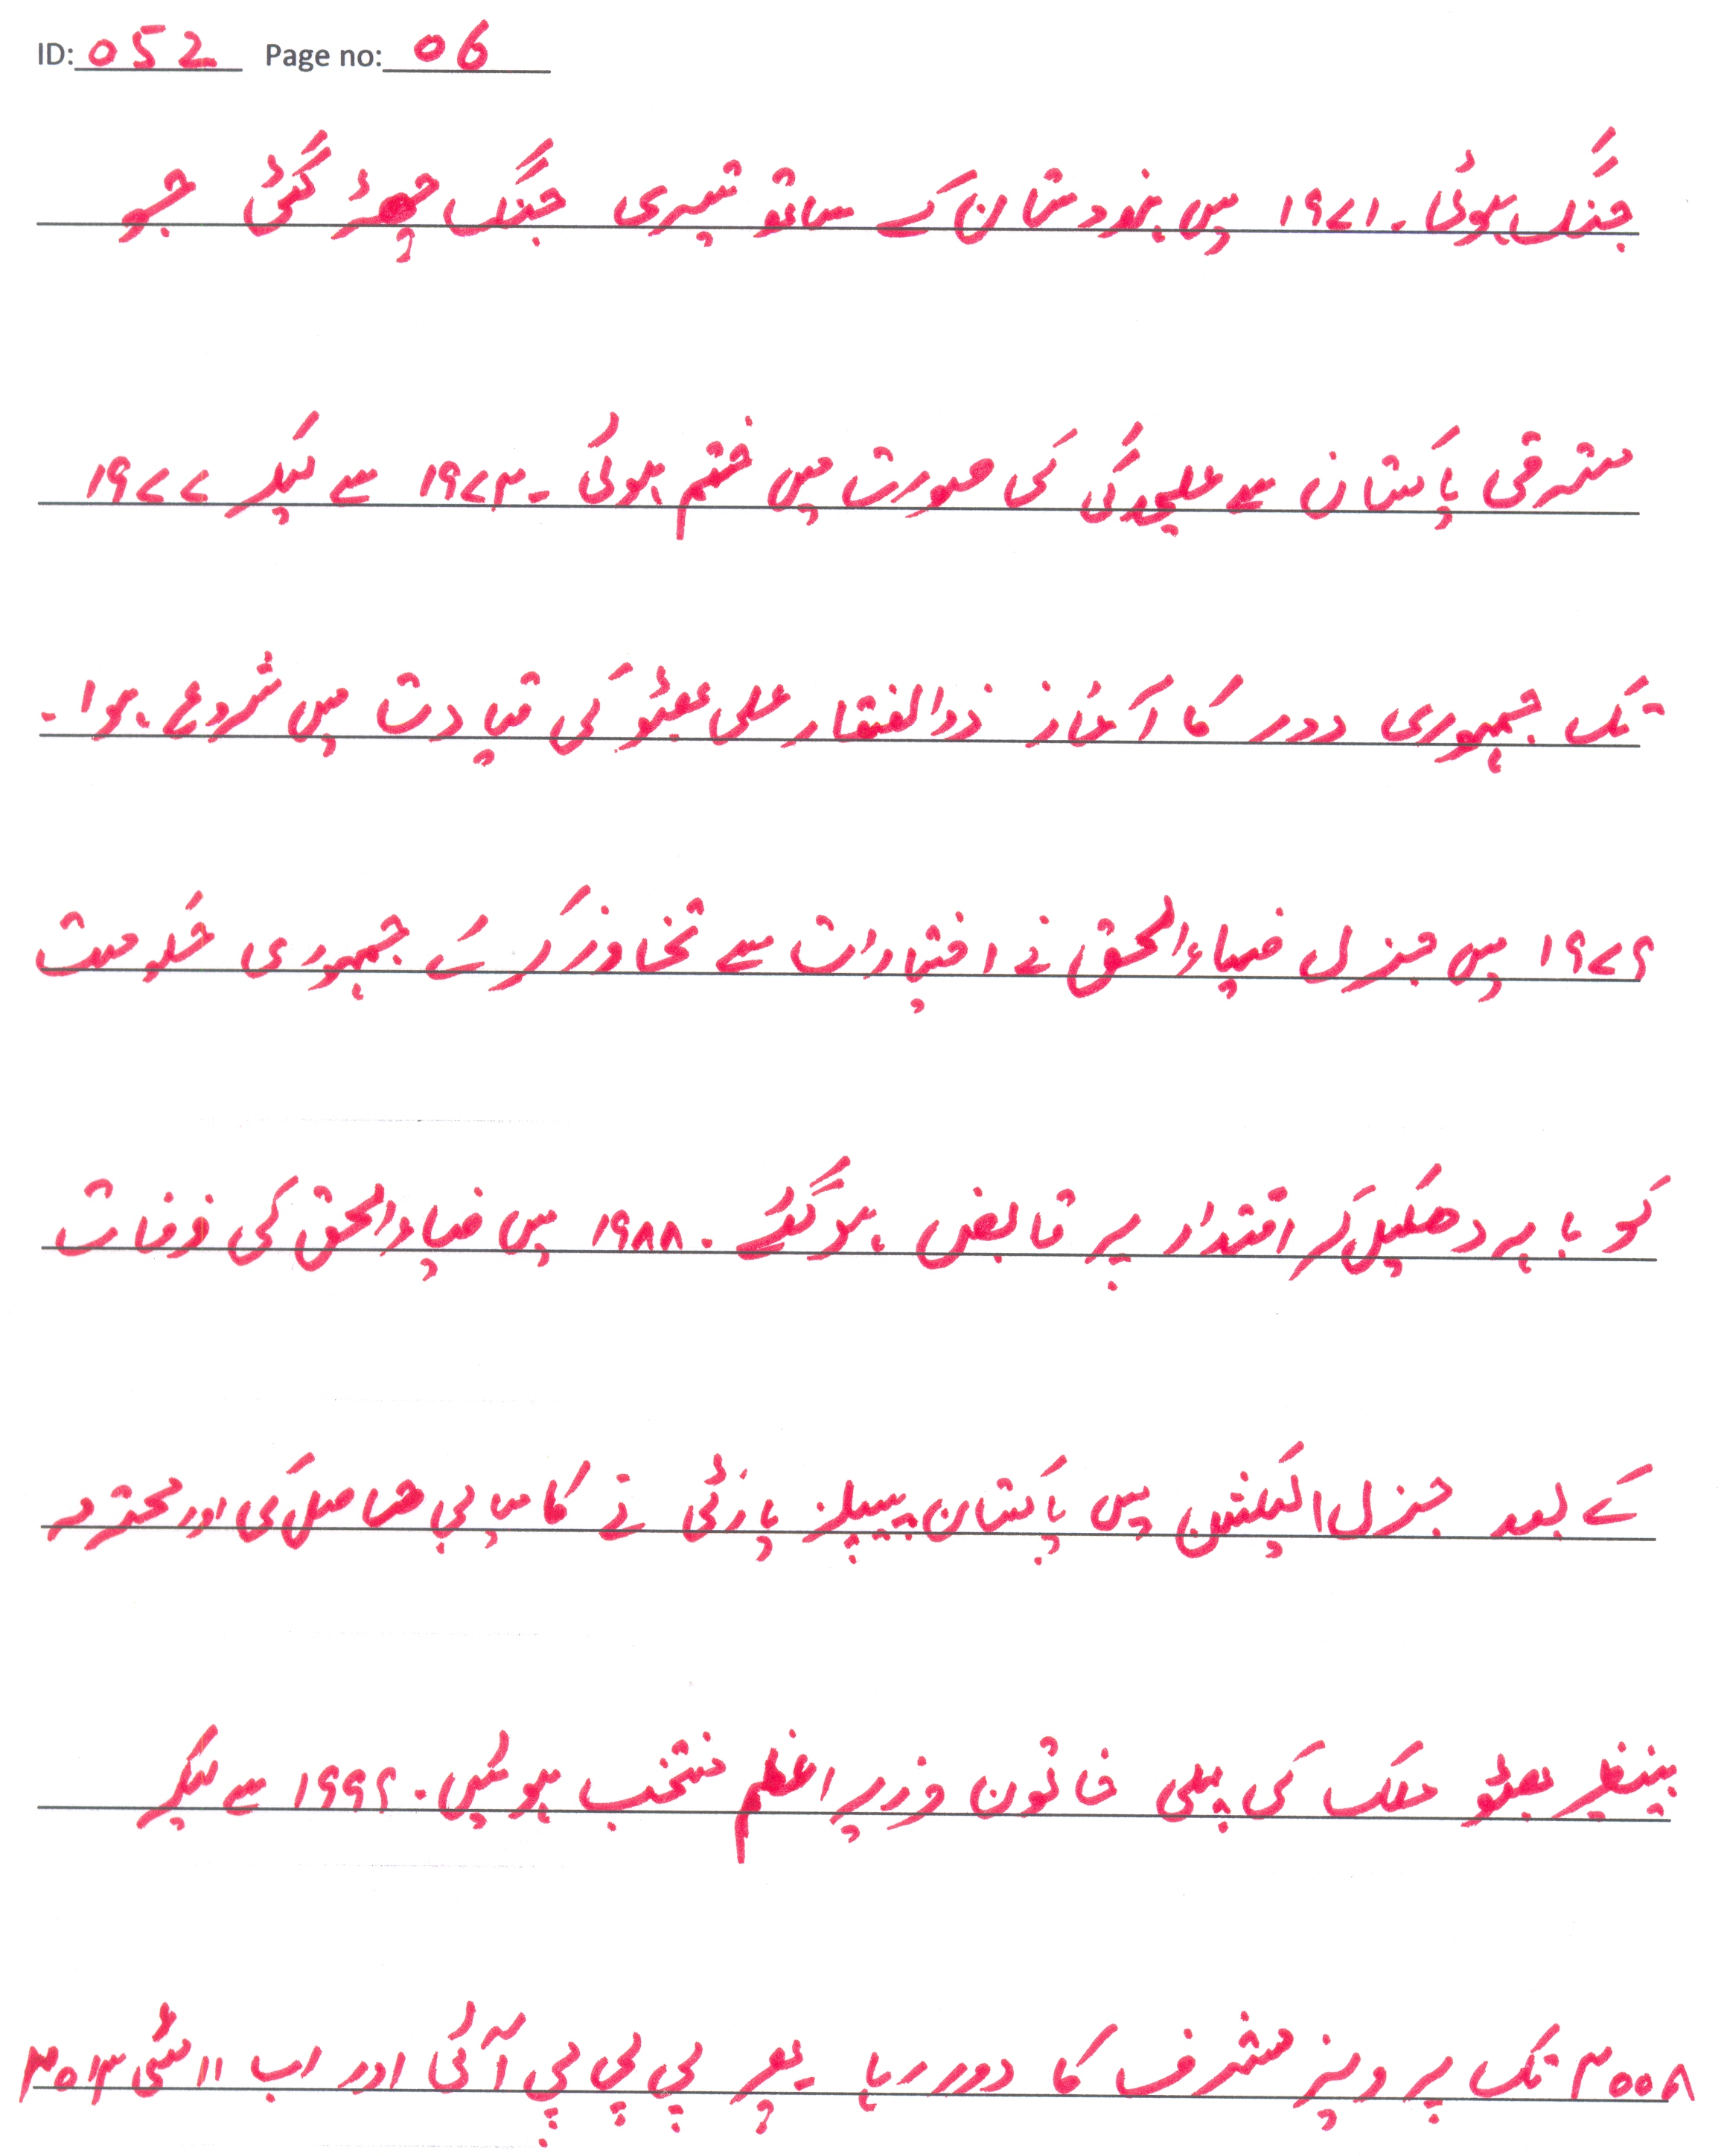 ID: 052 Page no: 06
جنگ ہوئی۔ ۱۹۷۱ میں ہندوستان کے ساتھ تیسری جنگ چھڑ گئی جو
مشرقی پاکستان سے علیحدگی کی صورت میں ختم ہوئی ۔ ۱۹۷۳ سے لیکر ۱۹۷۷
تک جمہوری دور کا آغاز ذوالفقار علی بھٹو کی قیادت میں شروع ہوا ۔
۱۹۷۹ میں جنرل ضیاءالحق نے اختیارات سے تجاوز کر کے جمہوری حکومت
کو باہر دھکیل کر اقتدار پر قابض ہو گئے ۔ ۱۹۸۸ میں ضیاءالحق کی وفات
کے بعد جنرل الیکشن میں پاکستان پیپلز پارٹی نے کامیابی حاصل کی اور محترمہ
بینظیر بھٹو ملک کی پہلی خاتون وزیر اعظم منتخب ہوئیں ۔ ۱۹۹۹ سے لیکر
۲۰۰۸ تک پرویز مشرف کا دور رہا ۔ پھر پی پی پی آئی اور اب ۱۱ مئی ۲۰۱۳